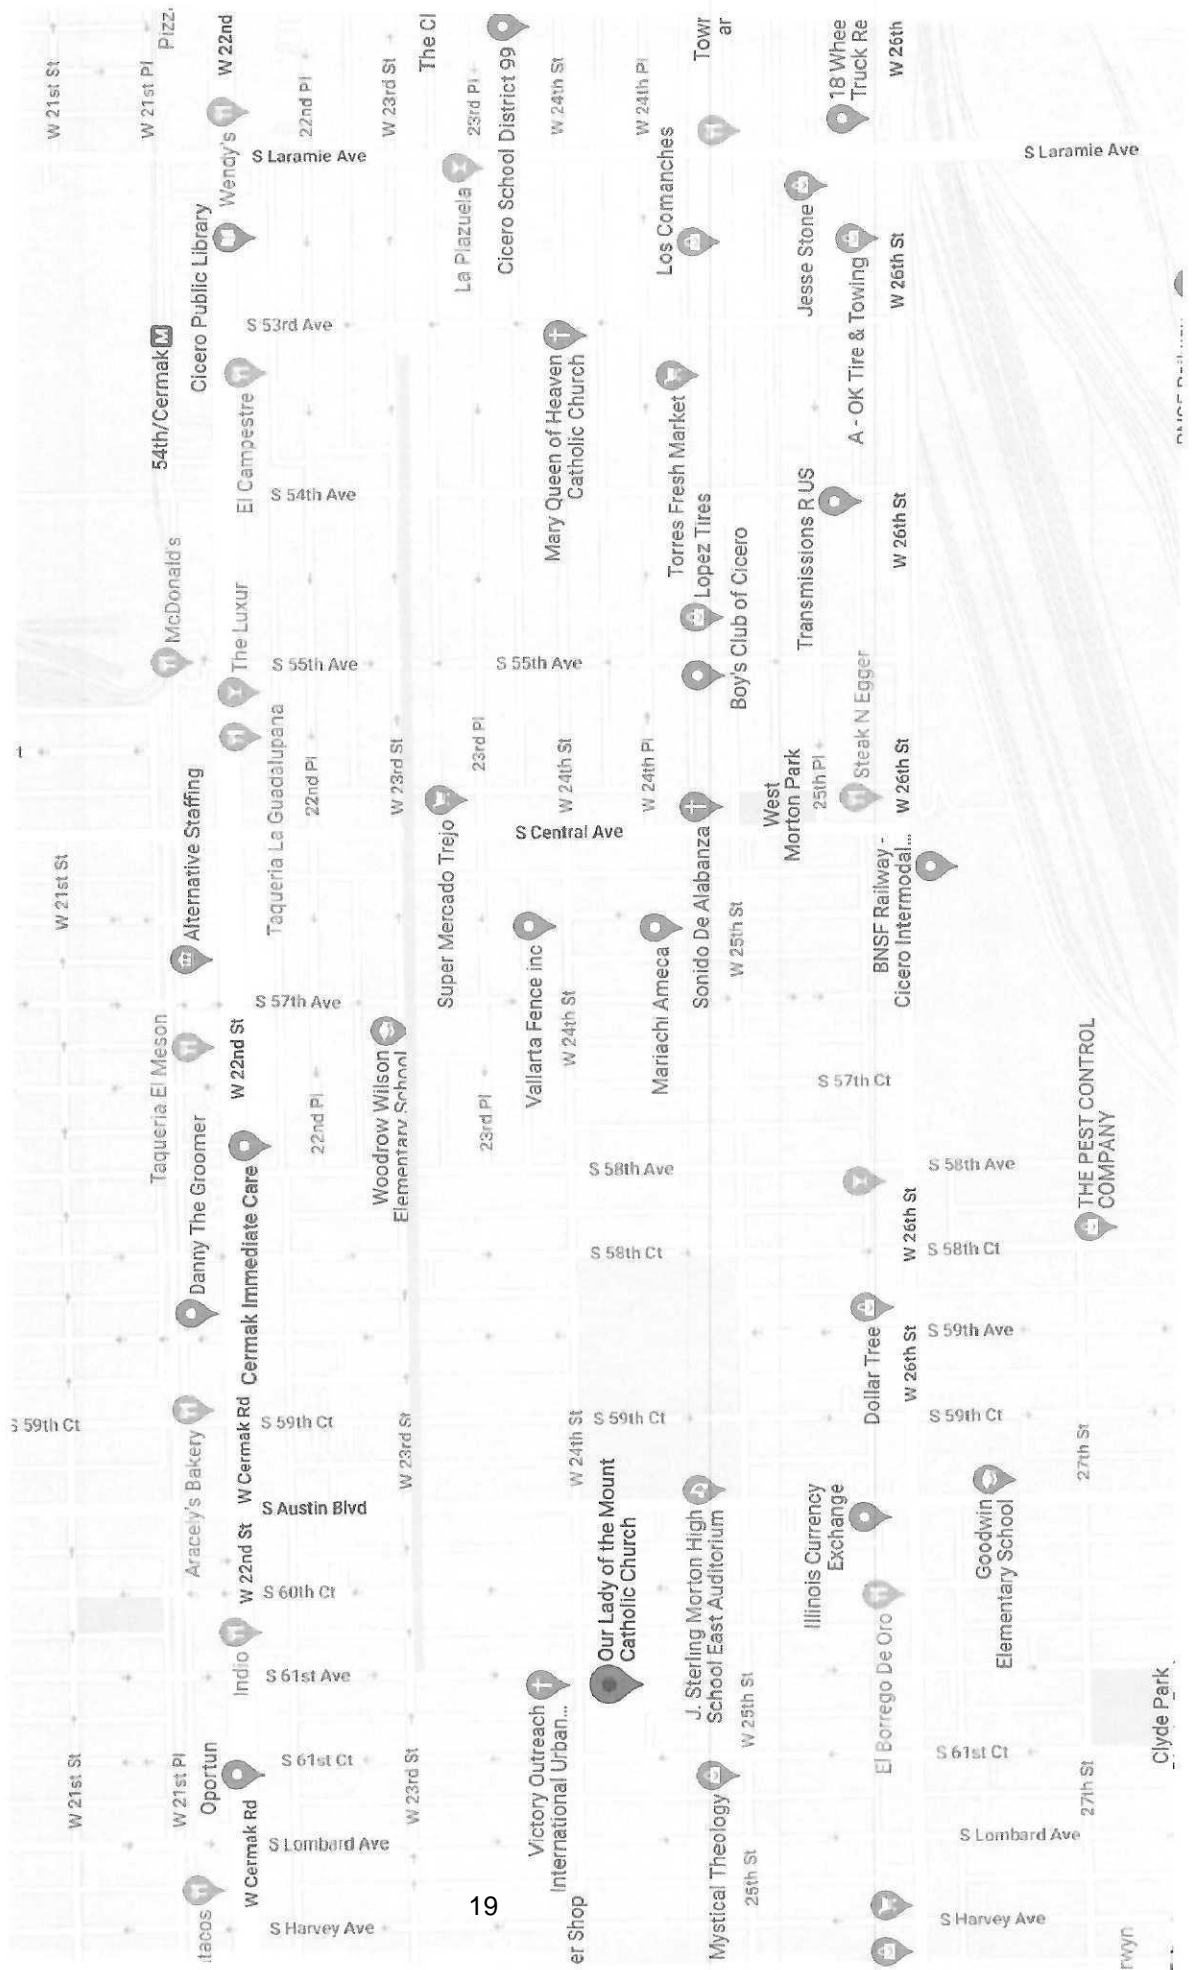 W 21st St
W 21st Pl
Pizz
W 22nd
22nd Pl
W 23rd St
The Cl
23rd Pl
Cicero School District 99
W 24th St
W 24th Pl
Towr
ar
18 Whee
Truck Re
W 26th
Wendy's
S Laramie Ave
S Laramie Ave
Cicero Public Library
La Plazuela
Los Comanches
Jesse Stone
A - OK Tire & Towing
W 26th St
54th/Cermak M
S 53rd Ave
El Campestre
Mary Queen of Heaven
Catholic Church
Torres Fresh Market
S 54th Ave
Lopez Tires
Transmissions R US
W 26th St
McDonald's
The Luxur
S 55th Ave
S 55th Ave
Boy's Club of Cicero
Steak N Egger
Taqueria La Guadalupana
22nd Pl
W 23rd St
23rd Pl
W 24th St
W 24th Pl
West
Morton Park
25th Pl
W 26th St
Alternative Staffing
Super Mercado Trejo
S Central Ave
Sonido De Alabanza
BNSF Railway -
Cicero Intermodal...
W 21st St
Vallarta Fence inc
Mariachi Ameca
W 25th St
S 57th Ave
Taqueria El Meson
W 22nd St
22nd Pl
Woodrow Wilson
Elementary School
23rd Pl
W 24th St
S 57th Ct
THE PEST CONTROL
COMPANY
Danny The Groomer
Cermak Immediate Care
S 58th Ave
S 58th Ave
W 26th St
S 58th Ct
S 58th Ct
Dollar Tree
W 26th St
S 59th Ave
S 59th Ct
Aracely's Bakery
W Cermak Rd
S 59th Ct
W 23rd St
W 24th St
S 59th Ct
S 59th Ct
27th St
S Austin Blvd
W 22nd St
Our Lady of the Mount
Catholic Church
J. Sterling Morton High
School East Auditorium
Illinois Currency
Exchange
Goodwin
Elementary School
S 60th Ct
Indio
S 61st Ave
El Borrego De Oro
W 25th St
Clyde Park
W 21st St
W 21st Pl
Oportun
S 61st Ct
W 23rd St
Victory Outreach
International Urban...
S 61st Ct
27th St
W Cermak Rd
S Lombard Ave
Mystical Theology
25th St
S Lombard Ave
tacos
S Harvey Ave
19
er Shop
S Harvey Ave
rwyn